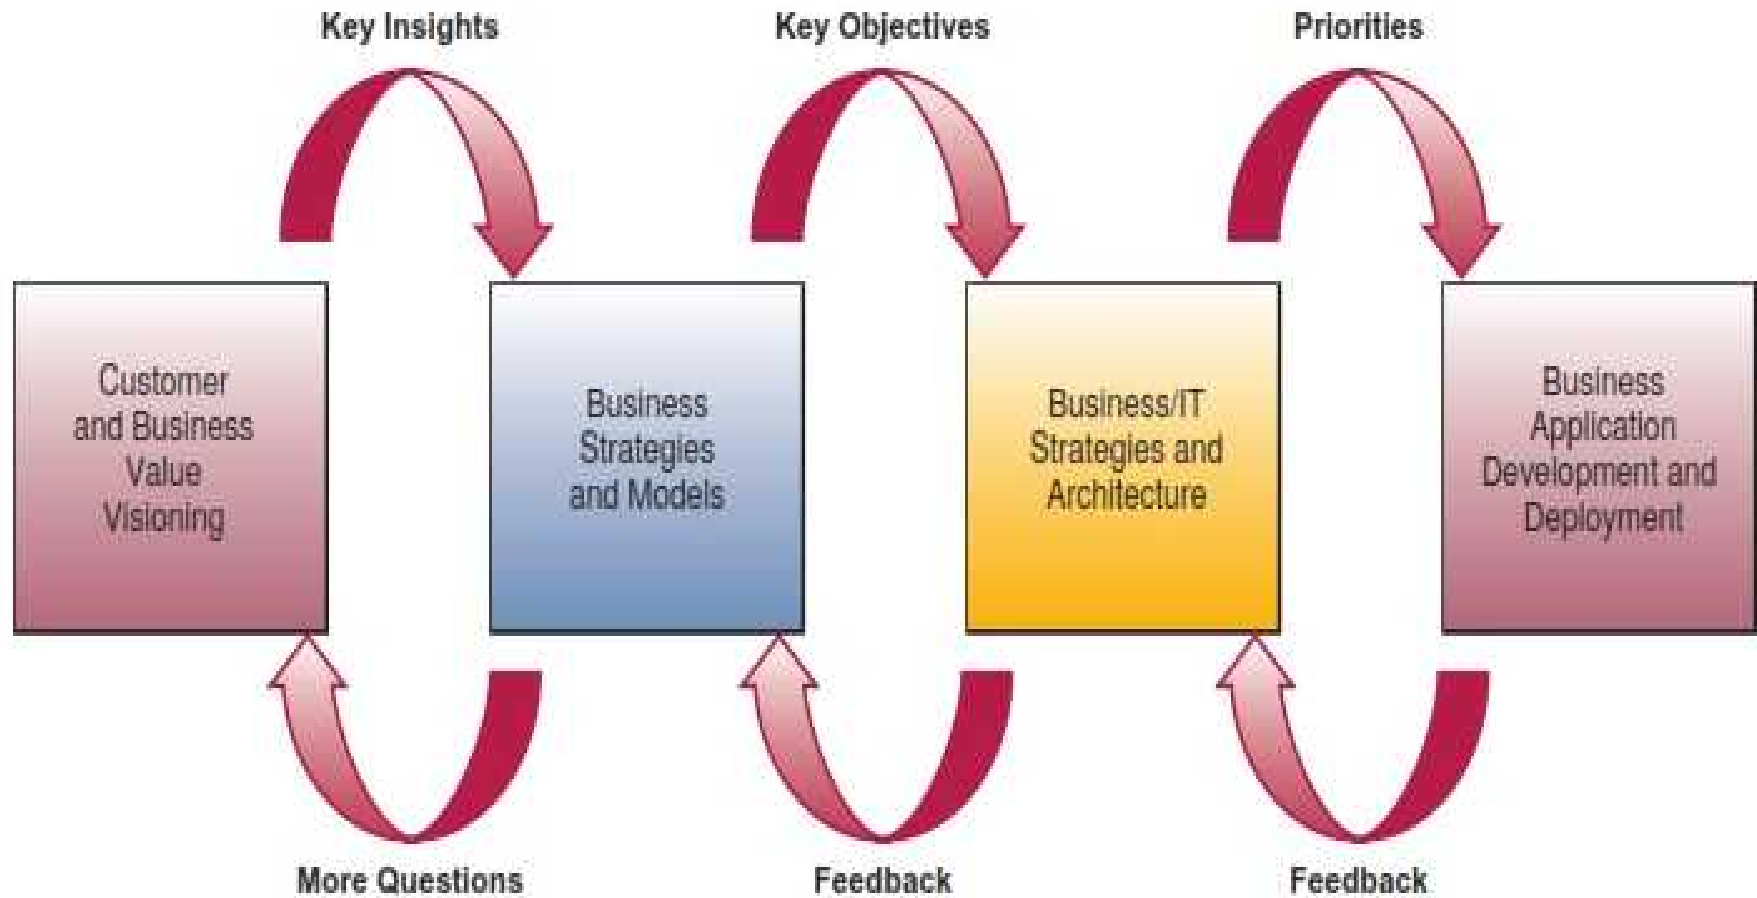 Key Insights
Key Objectives
Priorities
Customer
and Business
Value
Visioning
Business
Strategies
and Models
Business/IT
Strategies and
Architecture
Business
Application
Development and
Deployment
More Questions
Feedback
Feedback